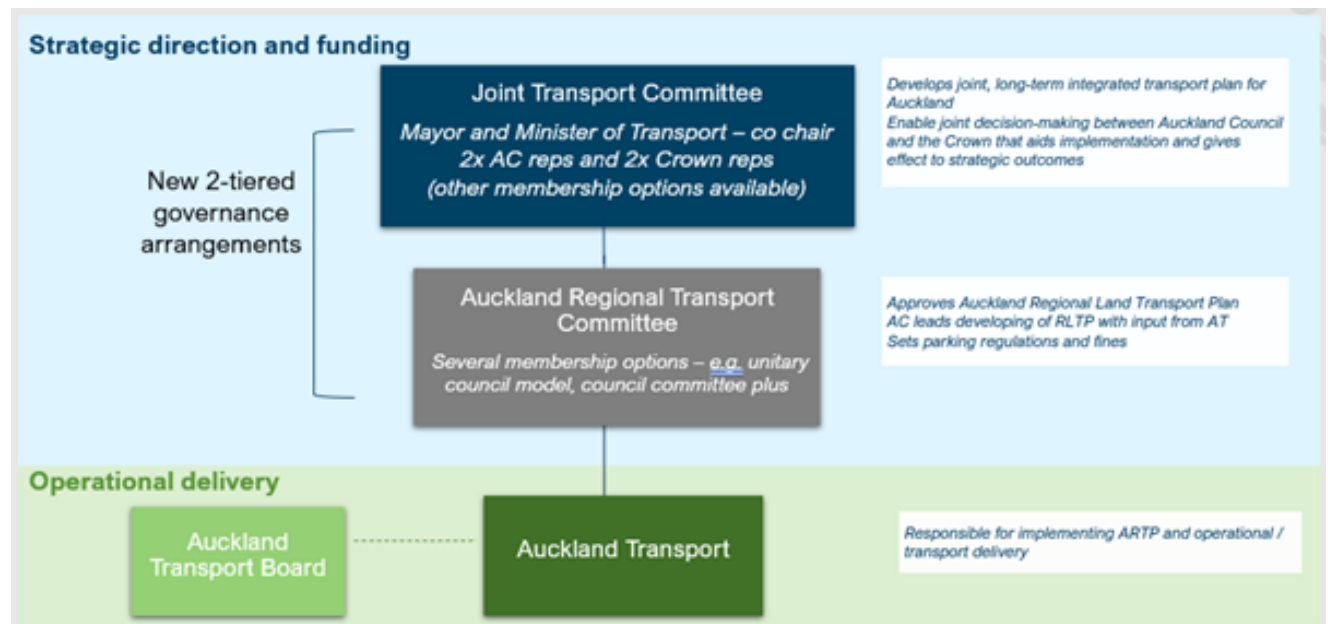 Strategic direction and funding
Joint Transport Committee
Mayor and Minister of Transport – co chair
2x AC reps and 2x Crown reps
(other membership options available)
Develops joint, long-term integrated transport plan for
Auckland
Enable joint decision-making between Auckland Council
and the Crown that aids implementation and gives
effect to strategic outcomes
New 2-tiered
governance
arrangements
Auckland Regional Transport
Committee
Several membership options – e.g. unitary
council model, council committee plus
Approves Auckland Regional Land Transport Plan
AC leads developing of RLTP with input from AT
Sets parking regulations and fines
Operational delivery
Auckland
Transport Board
Auckland Transport
Responsible for implementing ARTP and operational /
transport delivery